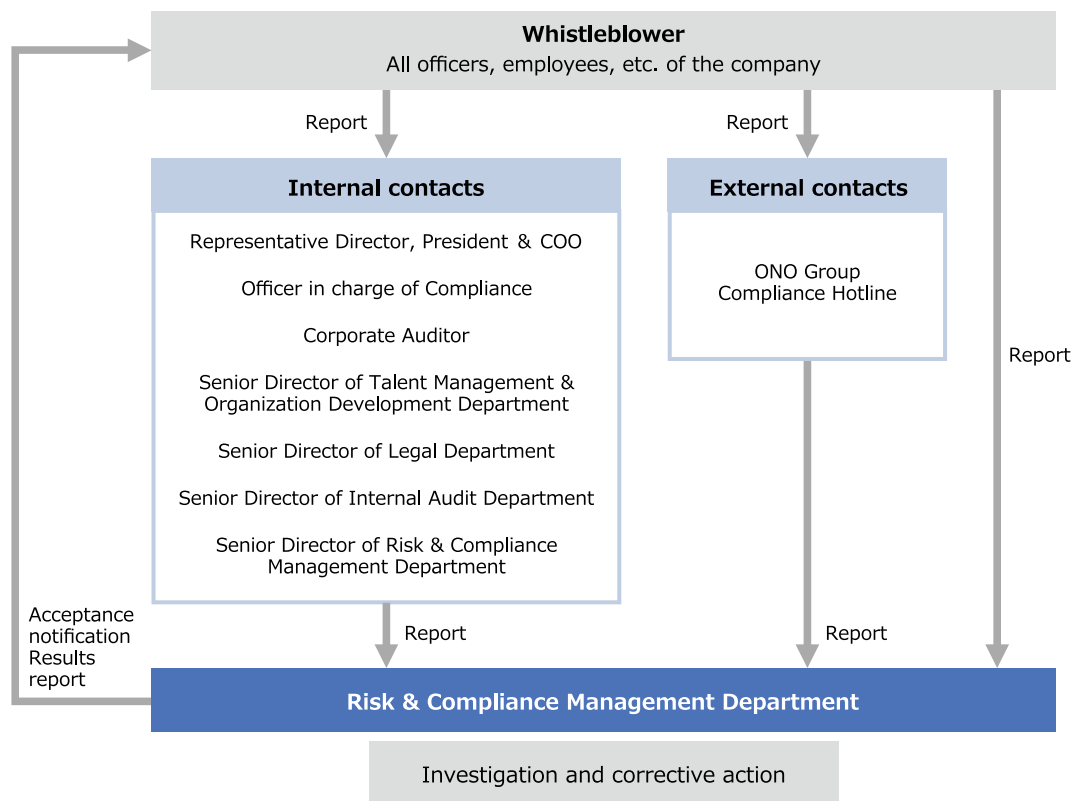 Whistleblower
All officers, employees, etc. of the company
Report
Report
Internal contacts
Representative Director, President & COO
Officer in charge of Compliance
Corporate Auditor
Senior Director of Talent Management &
Organization Development Department
Senior Director of Legal Department
Senior Director of Internal Audit Department
Senior Director of Risk & Compliance
Management Department
External contacts
ONO Group
Compliance Hotline
Report
Acceptance
notification
Results
report
Report
Report
Risk & Compliance Management Department
Investigation and corrective action